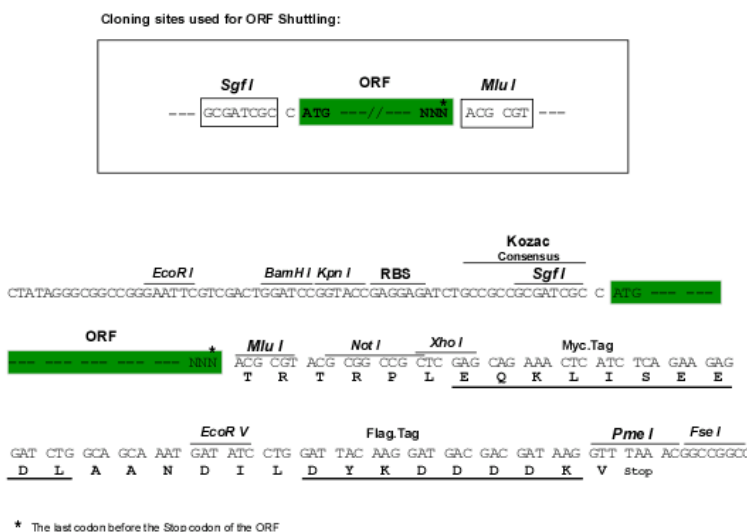 Cloning sites used for ORF Shuttling:
Sgf I ORF Mlu I
*
--- GCGATCGC C ATG ---//--- NNN ACG CGT ---
Kozac
Consensus
EcoR I BamH I Kpn I RBS Sgf I
CTATAGGGCGGCCGGGAATTCGTCGACTGGATCCGGTACCGAGGAGATCTGCCGCCGCGATCGC C ATG --- ---
ORF
* Mlu I Not I Xho I Myc.Tag
--- --- --- --- --- --- NNN ACG CGT ACG CGG CCG CTC GAG CAG AAA CTC ATC TCA GAA GAG
T R T R P L E Q K L I S E E
EcoR V Flag.Tag Pme I Fse I
GAT CTG GCA GCA AAT GAT ATC CTG GAT TAC AAG GAT GAC GAC GAT AAG GTT TAA ACGGCCGGCC
D L A A N D I L D Y K D D D D K V Stop
* The last codon before the Stop codon of the ORF